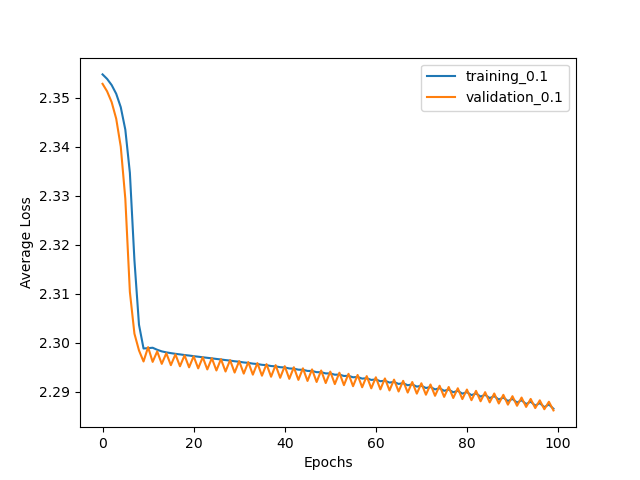 training_0.1
validation_0.1
2.35
2.34
2.33
2.32
2.31
2.30
2.29
Average Loss
0 20 40 60 80 100
Epochs